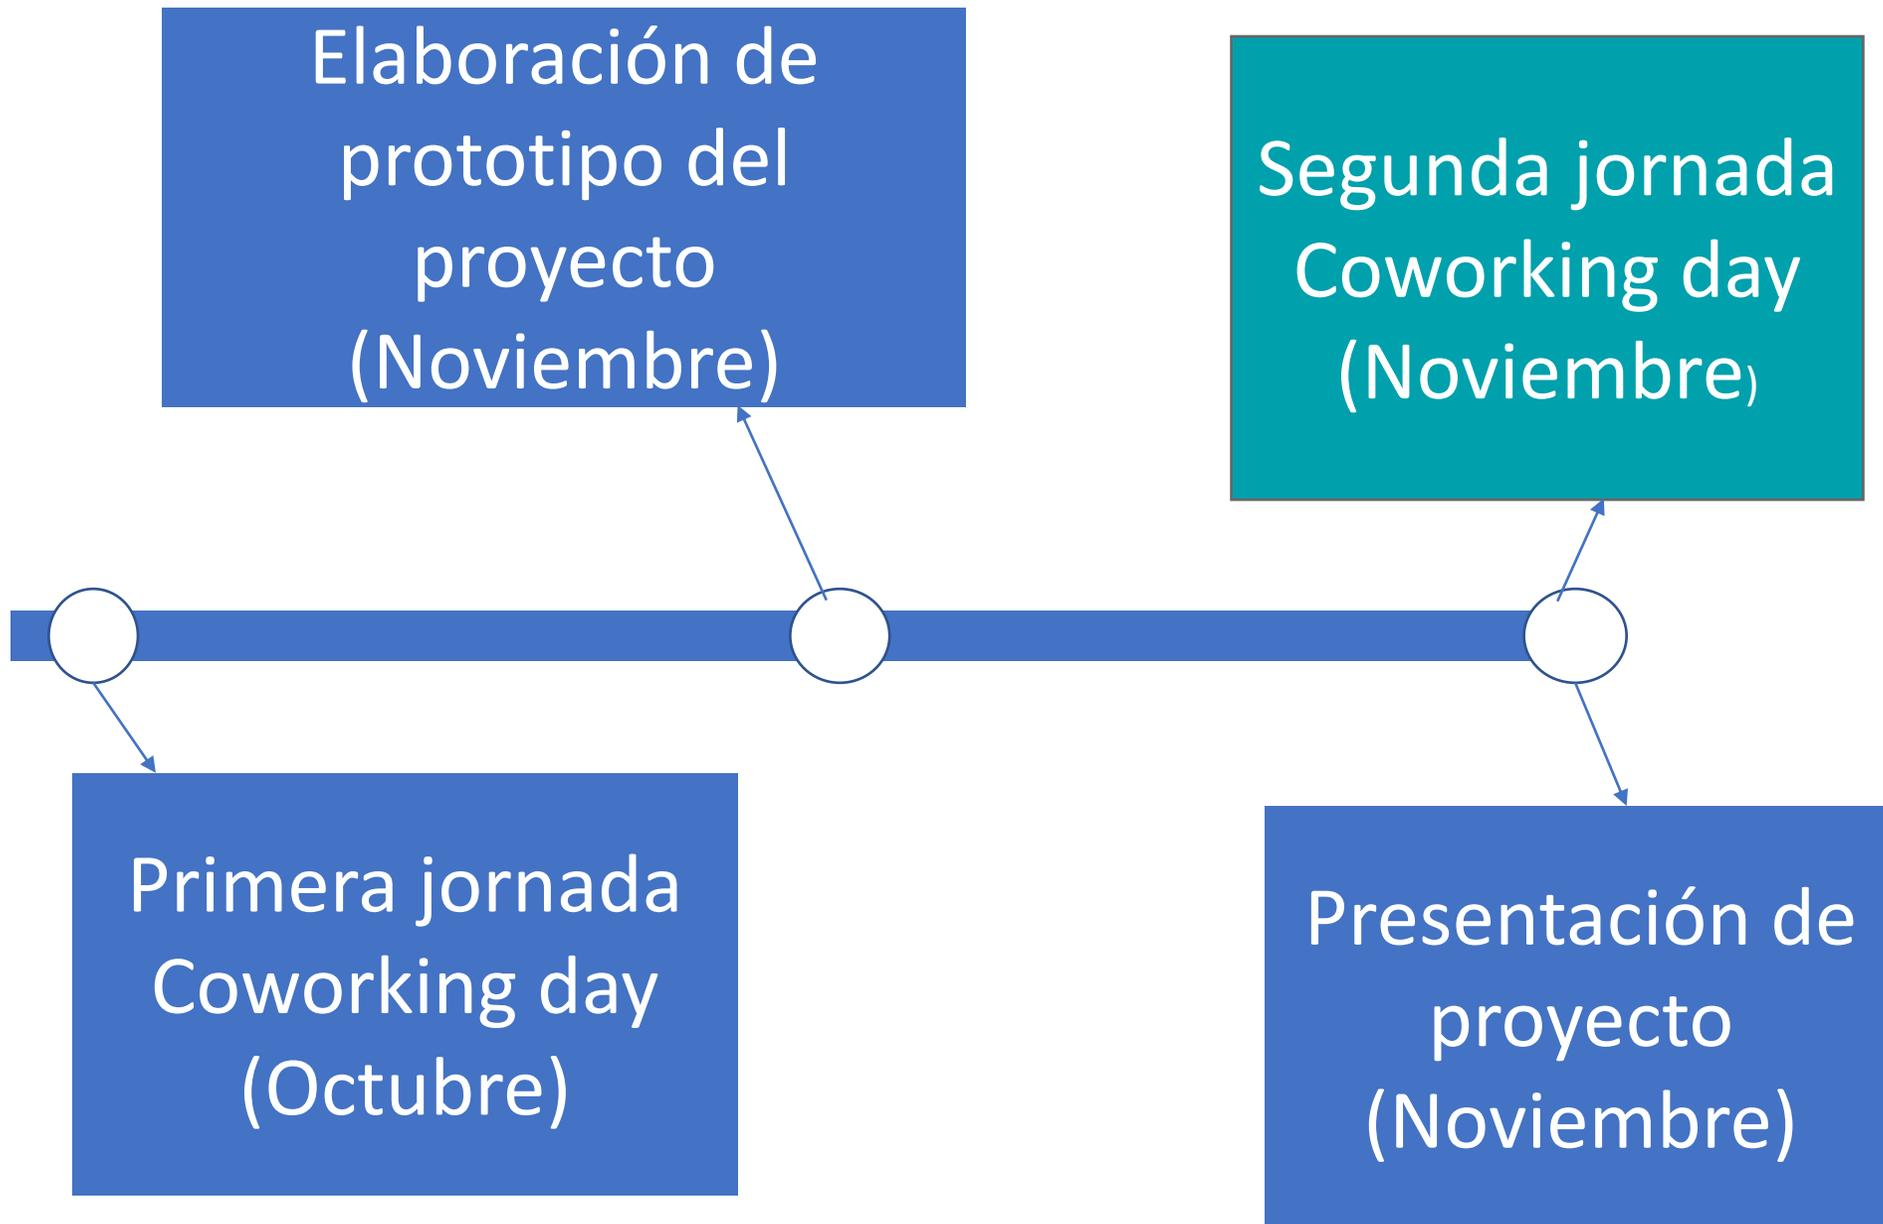 Elaboración de
prototipo del
proyecto
(Noviembre)
Segunda jornada
Coworking day
(Noviembre)
Primera jornada
Coworking day
(Octubre)
Presentación de
proyecto
(Noviembre)